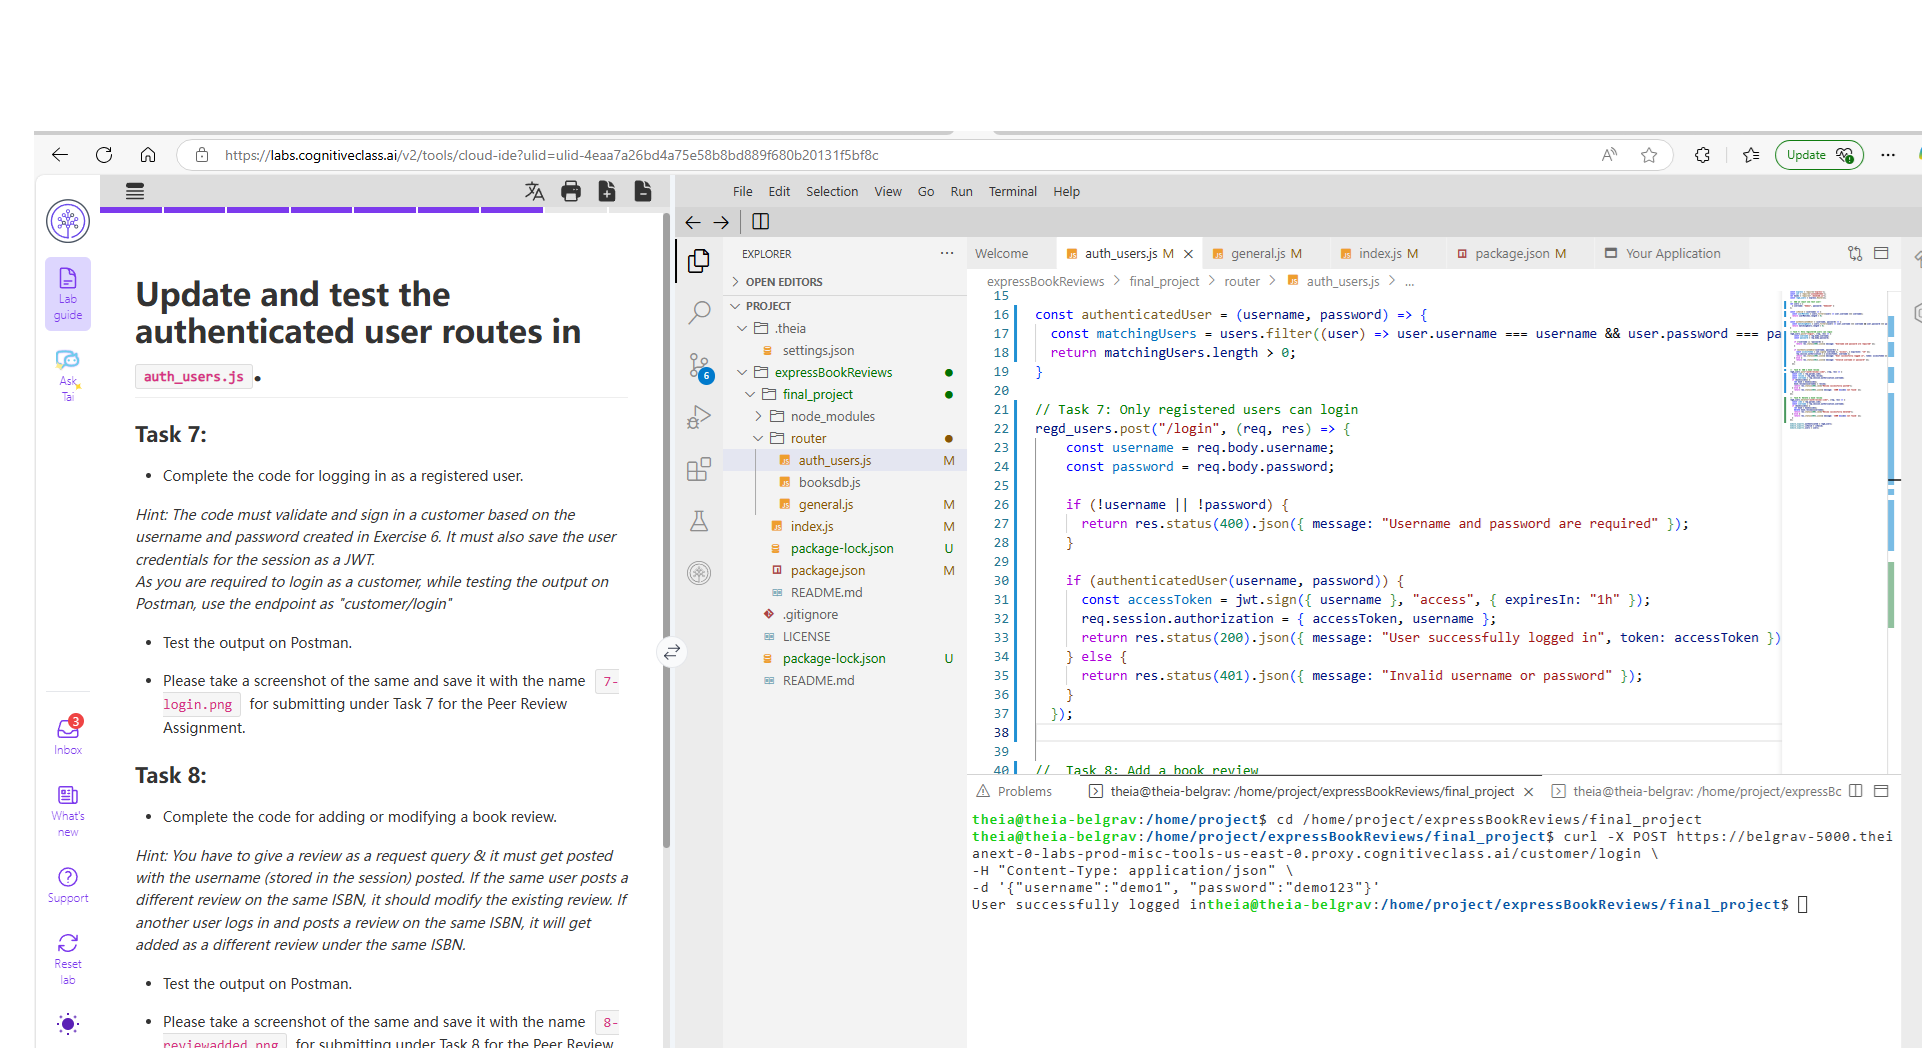 https://labs.cognitiveclass.ai/v2/tools/cloud-ide?ulid=ulid-4eaa7a26bd4a75e58b8bd889f680b20131f5bf8c
Update
Lab guide
Ask Tai
3
Inbox
What's new
Support
Reset lab
Update and test the
authenticated user routes in
auth_users.js.
Task 7:
• Complete the code for logging in as a registered user.
Hint: The code must validate and sign in a customer based on the
username and password created in Exercise 6. It must also save the user
credentials for the session as a JWT.
As you are required to login as a customer, while testing the output on
Postman, use the endpoint as "customer/login"
• Test the output on Postman.
• Please take a screenshot of the same and save it with the name 7-
login.png for submitting under Task 7 for the Peer Review
Assignment.
Task 8:
• Complete the code for adding or modifying a book review.
Hint: You have to give a review as a request query & it must get posted
with the username (stored in the session) posted. If the same user posts a
different review on the same ISBN, it should modify the existing review. If
another user logs in and posts a review on the same ISBN, it will get
added as a different review under the same ISBN.
• Test the output on Postman.
• Please take a screenshot of the same and save it with the name 8-
reviewadded.png for submitting under Task 8 for the Peer Review
File Edit Selection View Go Run Terminal Help
6
EXPLORER ...
OPEN EDITORS
PROJECT
.theia
settings.json
expressBookReviews
final_project
node_modules
router
auth_users.js M
booksdb.js
general.js M
index.js M
package-lock.json U
package.json M
README.md
.gitignore
LICENSE
package-lock.json U
README.md
Welcome auth_users.js M general.js M index.js M package.json M Your Application
expressBookReviews > final_project > router > auth_users.js > ...
15
16 const authenticatedUser = (username, password) => {
17 const matchingUsers = users.filter((user) => user.username === username && user.password === pa
18 return matchingUsers.length > 0;
19 }
20
21 // Task 7: Only registered users can login
22 regd_users.post("/login", (req, res) => {
23 const username = req.body.username;
24 const password = req.body.password;
25
26 if (!username || !password) {
27 return res.status(400).json({ message: "Username and password are required" });
28 }
29
30 if (authenticatedUser(username, password)) {
31 const accessToken = jwt.sign({ username }, "access", { expiresIn: "1h" });
32 req.session.authorization = { accessToken, username };
33 return res.status(200).json({ message: "User successfully logged in", token: accessToken })
34 } else {
35 return res.status(401).json({ message: "Invalid username or password" });
36 }
37 });
38
39
40 // Task 8: Add a book review
Problems theia@theia-belgrav: /home/project/expressBookReviews/final_project theia@theia-belgrav: /home/project/expressBc
theia@theia-belgrav:/home/project$ cd /home/project/expressBookReviews/final_project
theia@theia-belgrav:/home/project/expressBookReviews/final_project$ curl -X POST https://belgrav-5000.thei
anext-0-labs-prod-misc-tools-us-east-0.proxy.cognitiveclass.ai/customer/login \
-H "Content-Type: application/json" \
-d '{"username":"demo1", "password":"demo123"}'
User successfully logged intheia@theia-belgrav:/home/project/expressBookReviews/final_project$